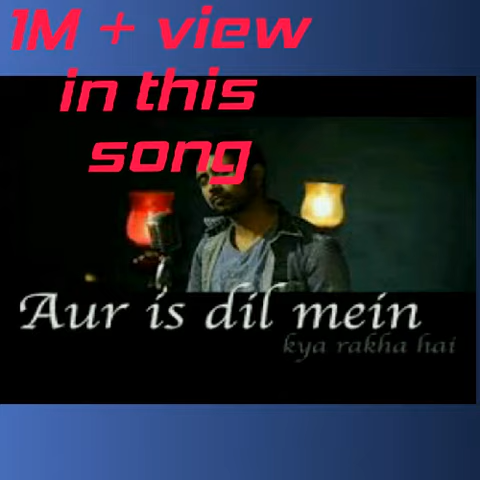 1M + view
in this
song
Aur is dil mein
kya rakha hai